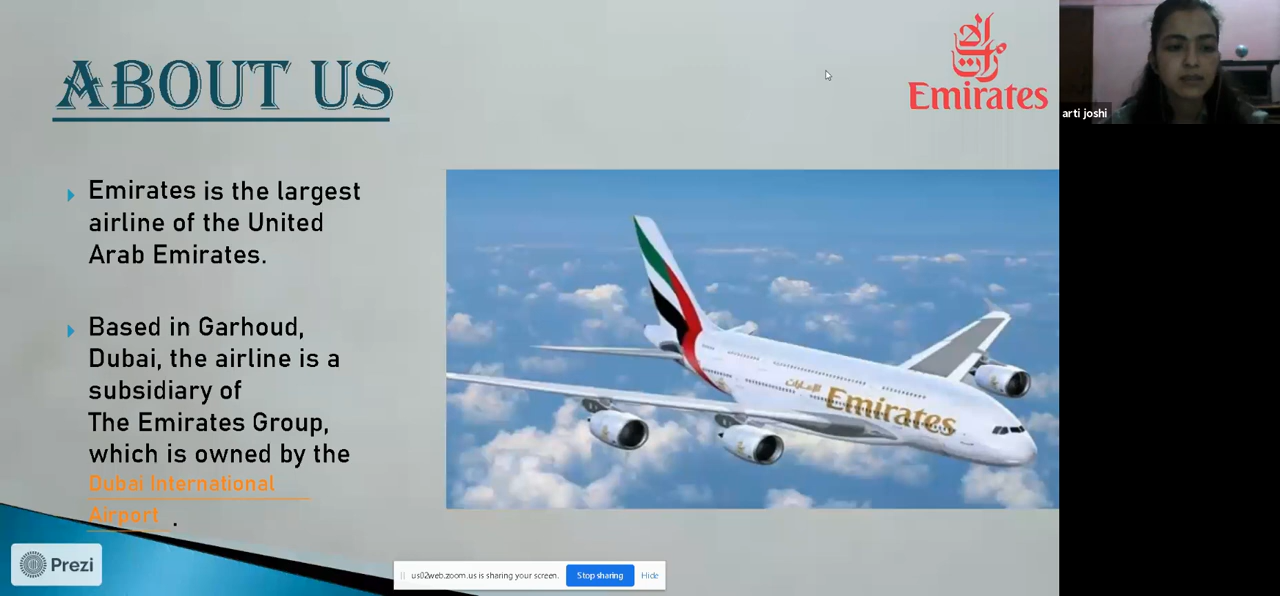 ABOUT US
Emirates
arti joshi
Emirates is the largest
airline of the United
Arab Emirates.
Based in Garhoud,
Dubai, the airline is a
subsidiary of
The Emirates Group,
which is owned by the
Dubai International
Airport .
الإمارات Emirates
Prezi
us02web.zoom.us is sharing your screen.
Stop sharing
Hide